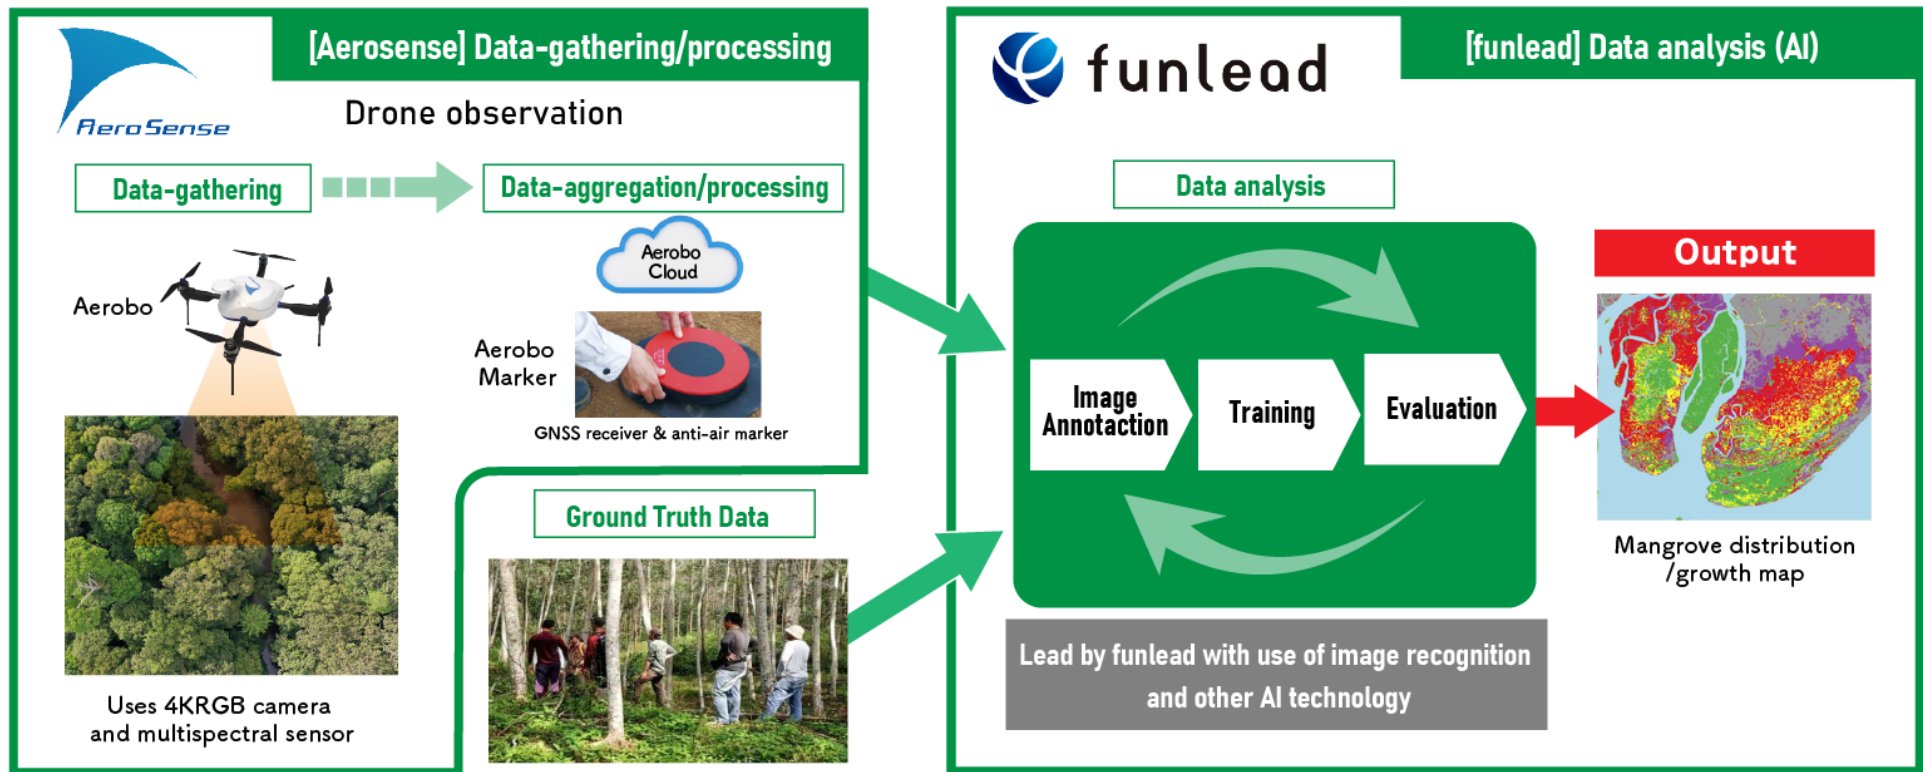 [Aerosense] Data-gathering/processing
AeroSense
Drone observation
Data-gathering
Data-aggregation/processing
Aerobo
Aerobo
Cloud
Aerobo
Marker
GNSS receiver & anti-air marker
Uses 4KRGB camera
and multispectral sensor
Ground Truth Data
funlead
[funlead] Data analysis (AI)
Data analysis
Image
Annotaction
Training
Evaluation
Lead by funlead with use of image recognition
and other AI technology
Output
Mangrove distribution
/growth map